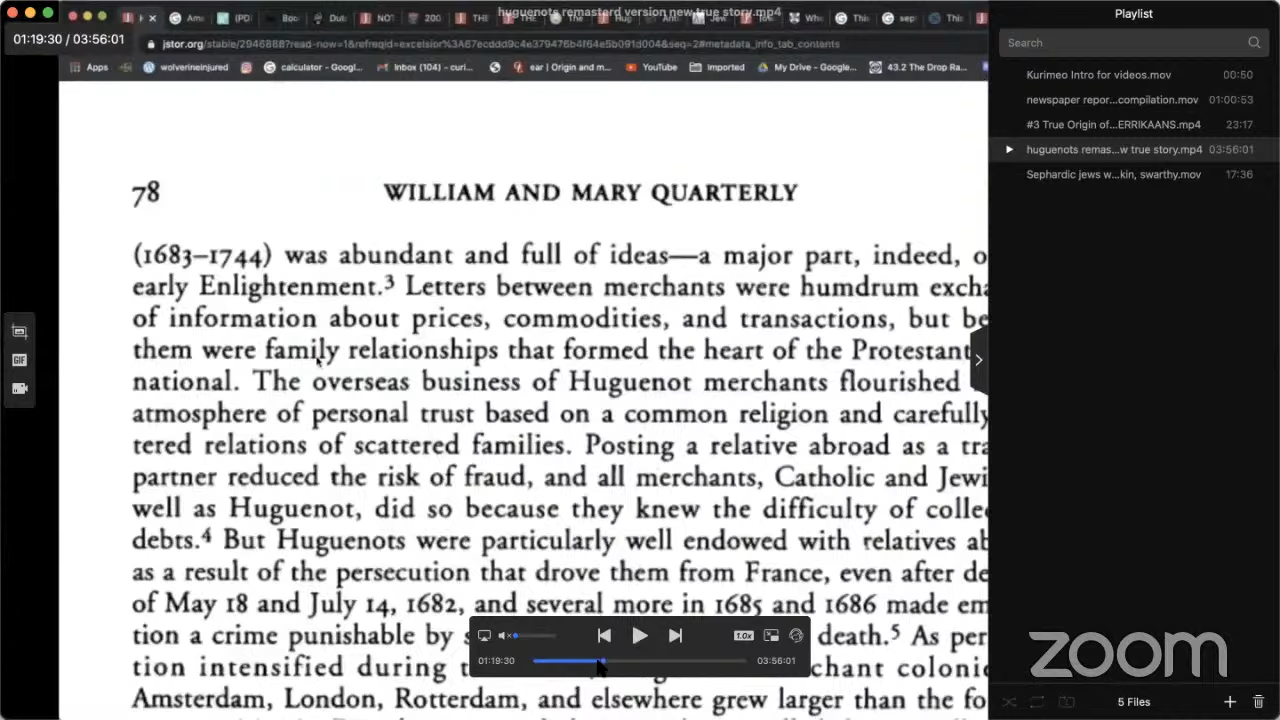 huguenots remasterd version new true story.mp4
01:19:30 / 03:56:01
jstor.org/stable/2946888?read-now=1&refreqid=excelsior%3A67ecddd9c4e379476b4f64e5b091d004&seq=2#metadata_info_tab_contents
Apps
wolverineinjured
calculator - Googl...
Inbox (104) - curi...
ear | Origin and m...
YouTube
Imported
My Drive - Google...
43.2 The Drop Ra...
78
WILLIAM AND MARY QUARTERLY
(1683–1744) was abundant and full of ideas—a major part, indeed, o
early Enlightenment.3 Letters between merchants were humdrum excha
of information about prices, commodities, and transactions, but be
them were family relationships that formed the heart of the Protestant
national. The overseas business of Huguenot merchants flourished
atmosphere of personal trust based on a common religion and carefully
tered relations of scattered families. Posting a relative abroad as a tra
partner reduced the risk of fraud, and all merchants, Catholic and Jewi
well as Huguenot, did so because they knew the difficulty of colle
debts.4 But Huguenots were particularly well endowed with relatives ab
as a result of the persecution that drove them from France, even after de
of May 18 and July 14, 1682, and several more in 1685 and 1686 made em
tion a crime punishable by s death.5 As per
tion intensified during t chant coloni
Amsterdam, London, Rotterdam, and elsewhere grew larger than the fo
1.0x
01:19:30
03:56:01
Playlist
Search
Kurimeo Intro for videos.mov 00:50
newspaper repor...compilation.mov 01:00:53
#3 True Origin of...ERRIKAANS.mp4 23:17
huguenots remas...w true story.mp4 03:56:01
Sephardic jews w...kin, swarthy.mov 17:36
GIF
zoom
5 Files